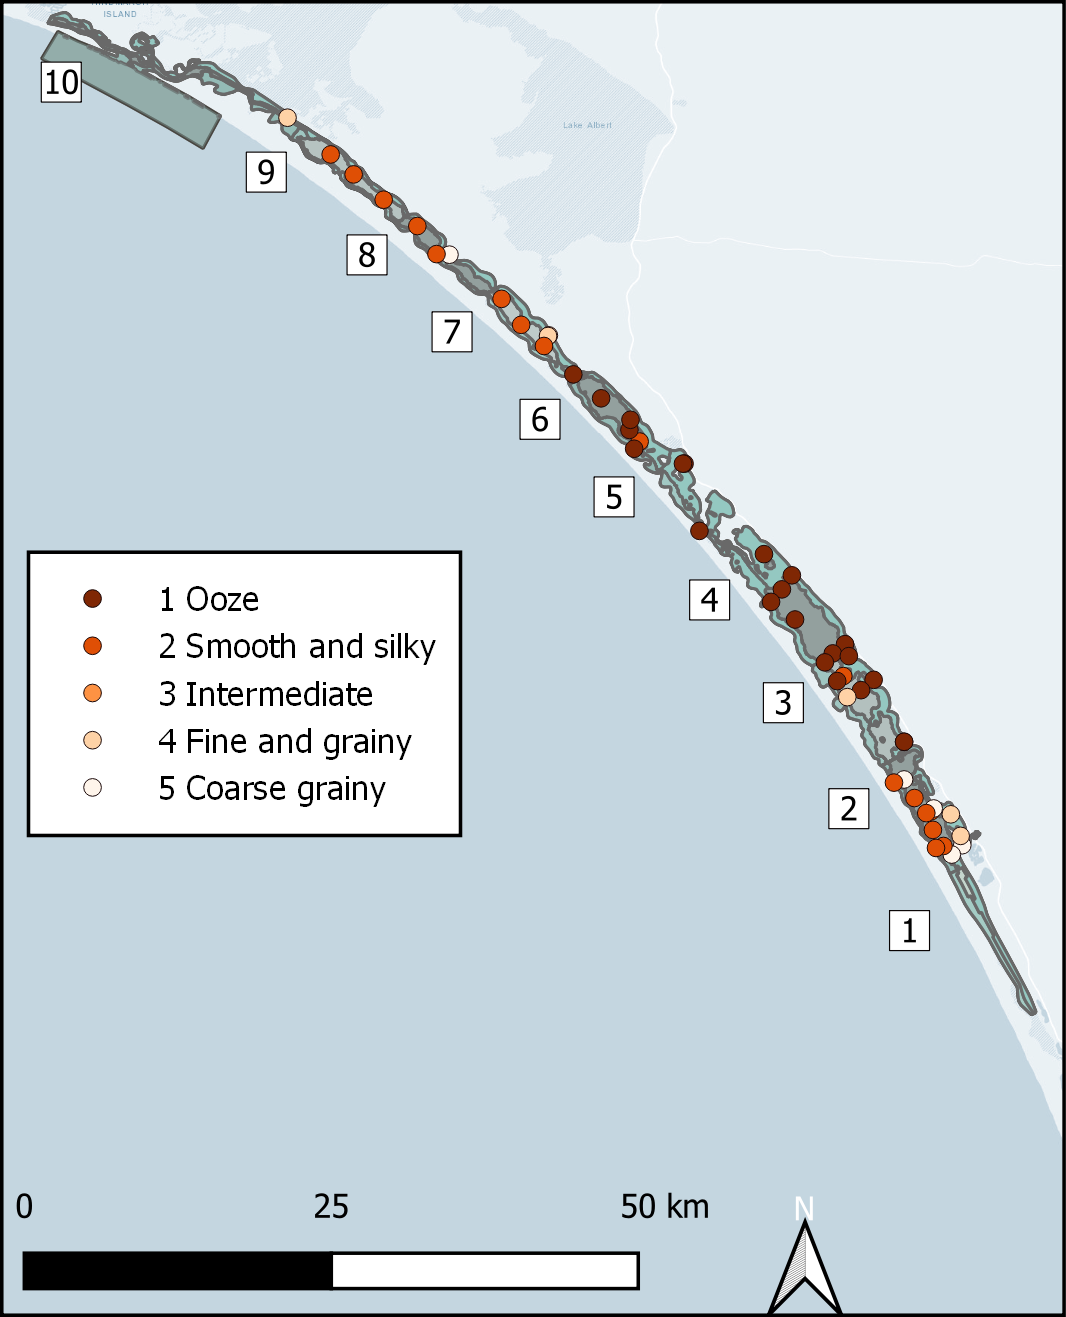 ISLAND
Lake Albert
10
9
8
7
6
5
4
3
2
1
1 Ooze
2 Smooth and silky
3 Intermediate
4 Fine and grainy
5 Coarse grainy
0 25 50 km
N